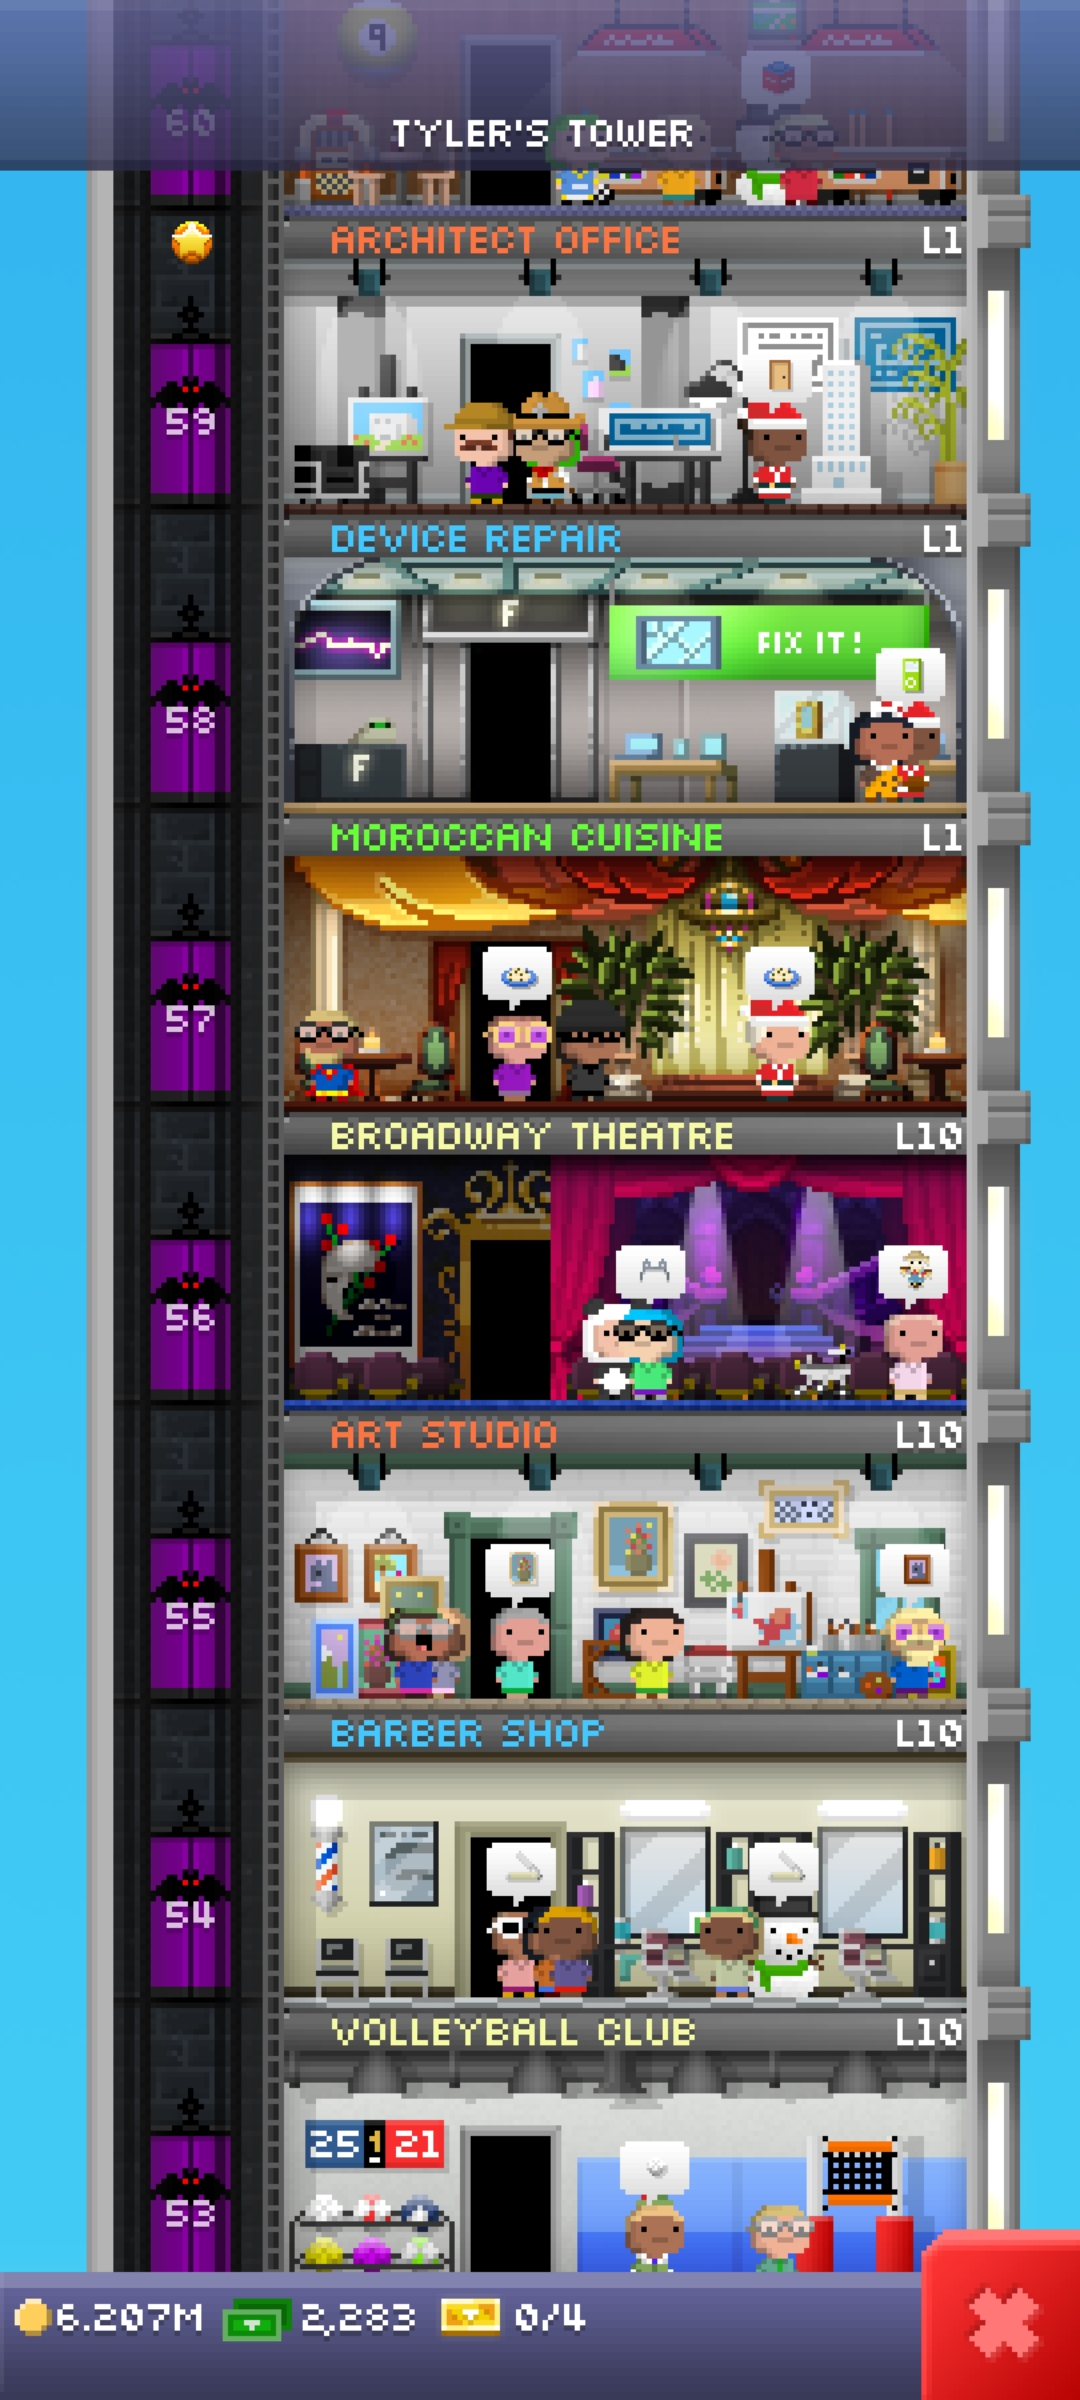 9
60
TYLER'S TOWER
ARCHITECT OFFICE L1
59
DEVICE REPAIR L1
F
FIX IT!
58
F
MOROCCAN CUISINE L1
57
BROADWAY THEATRE L10
56
ART STUDIO L10
55
BARBER SHOP L10
54
VOLLEYBALL CLUB L10
25 1 21
53
6.207M 2,283 0/4